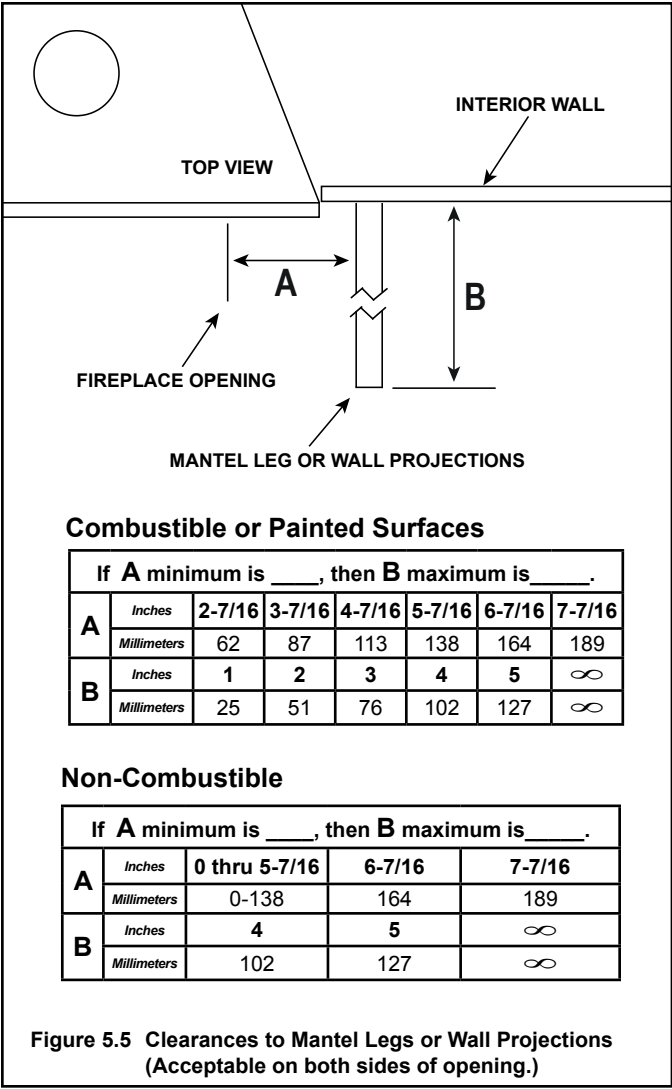 INTERIOR WALL
TOP VIEW
A
B
FIREPLACE OPENING
MANTEL LEG OR WALL PROJECTIONS
Combustible or Painted Surfaces
If A minimum is ____, then B maximum is_____.
A Inches 2-7/16 3-7/16 4-7/16 5-7/16 6-7/16 7-7/16
Millimeters 62 87 113 138 164 189
B Inches 1 2 3 4 5 ∞
Millimeters 25 51 76 102 127 ∞
Non-Combustible
If A minimum is ____, then B maximum is_____.
A Inches 0 thru 5-7/16 6-7/16 7-7/16
Millimeters 0-138 164 189
B Inches 4 5 ∞
Millimeters 102 127 ∞
Figure 5.5 Clearances to Mantel Legs or Wall Projections
(Acceptable on both sides of opening.)